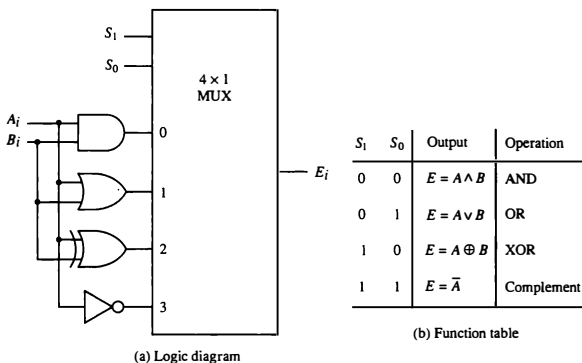 S₁
S₀
4 × 1
MUX
Aᵢ
Bᵢ
0
1
2
3
Eᵢ
(a) Logic diagram
S₁ S₀ Output Operation
0 0 E = A ∧ B AND
0 1 E = A ∨ B OR
1 0 E = A ⊕ B XOR
1 1 E = A̅ Complement
(b) Function table